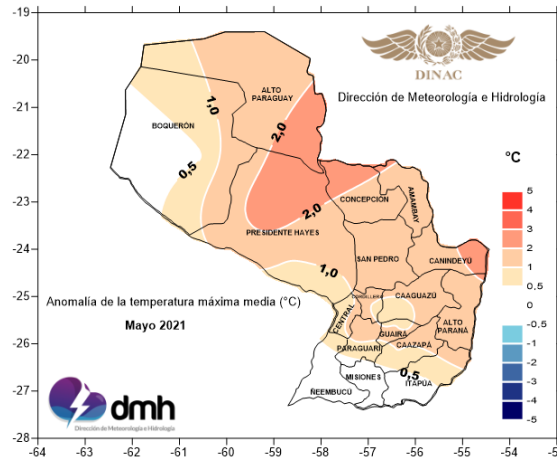 -19
-20
-21
-22
-23
-24
-25
-26
-27
-28
-64
-63
-62
-61
-60
-59
-58
-57
-56
-55
-54
DINAC
Dirección de Meteorología e Hidrología
ALTO
PARAGUAY
BOQUERÓN
1,0
2,0
0,5
CONCEPCIÓN
AMAMBAY
2,0
PRESIDENTE HAYES
SAN PEDRO
CANINDEYÚ
1,0
CORDILLERA
CAAGUAZÚ
CENTRAL
GUAIRÁ
ALTO
PARANÁ
PARAGUARÍ
CAAZAPÁ
0,5
MISIONES
ITAPÚA
ÑEEMBUCÚ
Anomalía de la temperatura máxima media (°C)
Mayo 2021
°C
5
4
3
2
1
0.5
0
-0.5
-1
-2
-3
-4
-5
dmh
Dirección de Meteorología e Hidrología